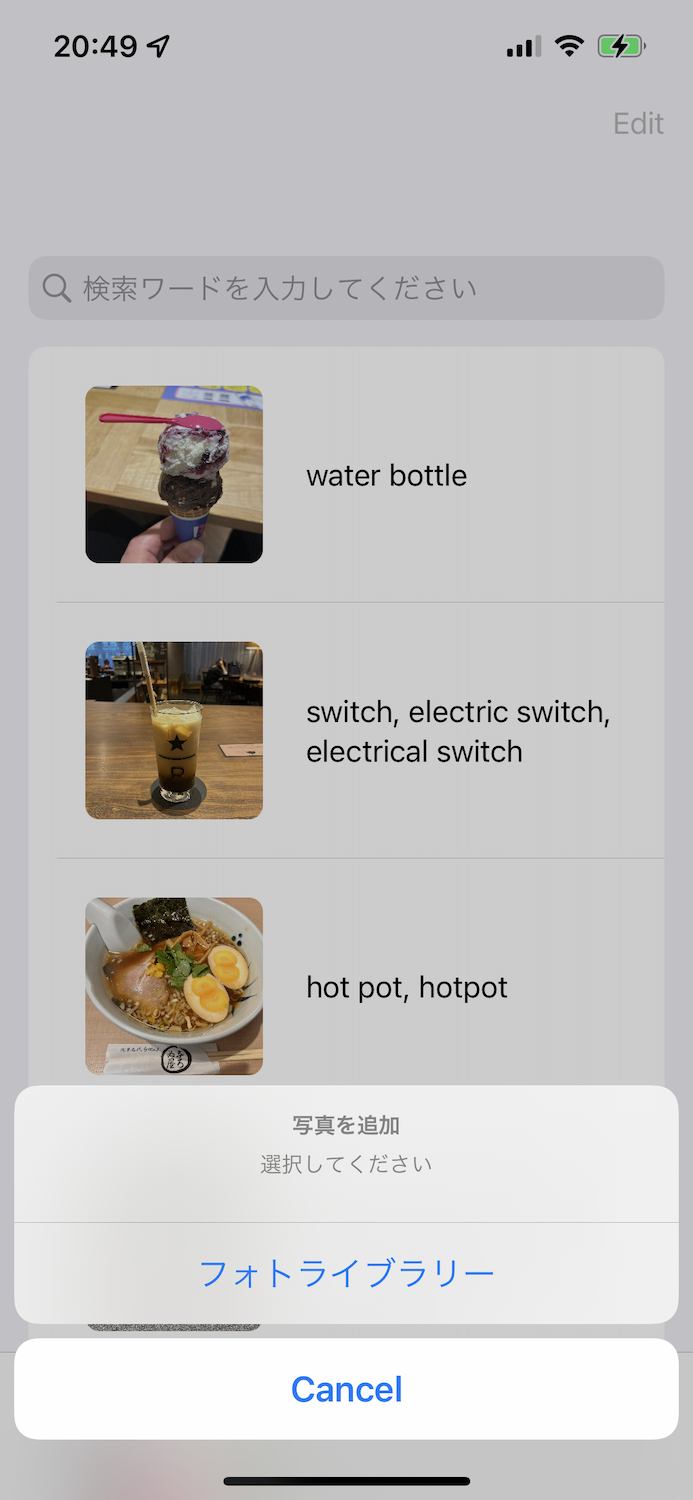 20:49
Edit
検索ワードを入力してください
water bottle
switch, electric switch,
electrical switch
hot pot, hotpot
写真を追加
選択してください
フォトライブラリー
Cancel